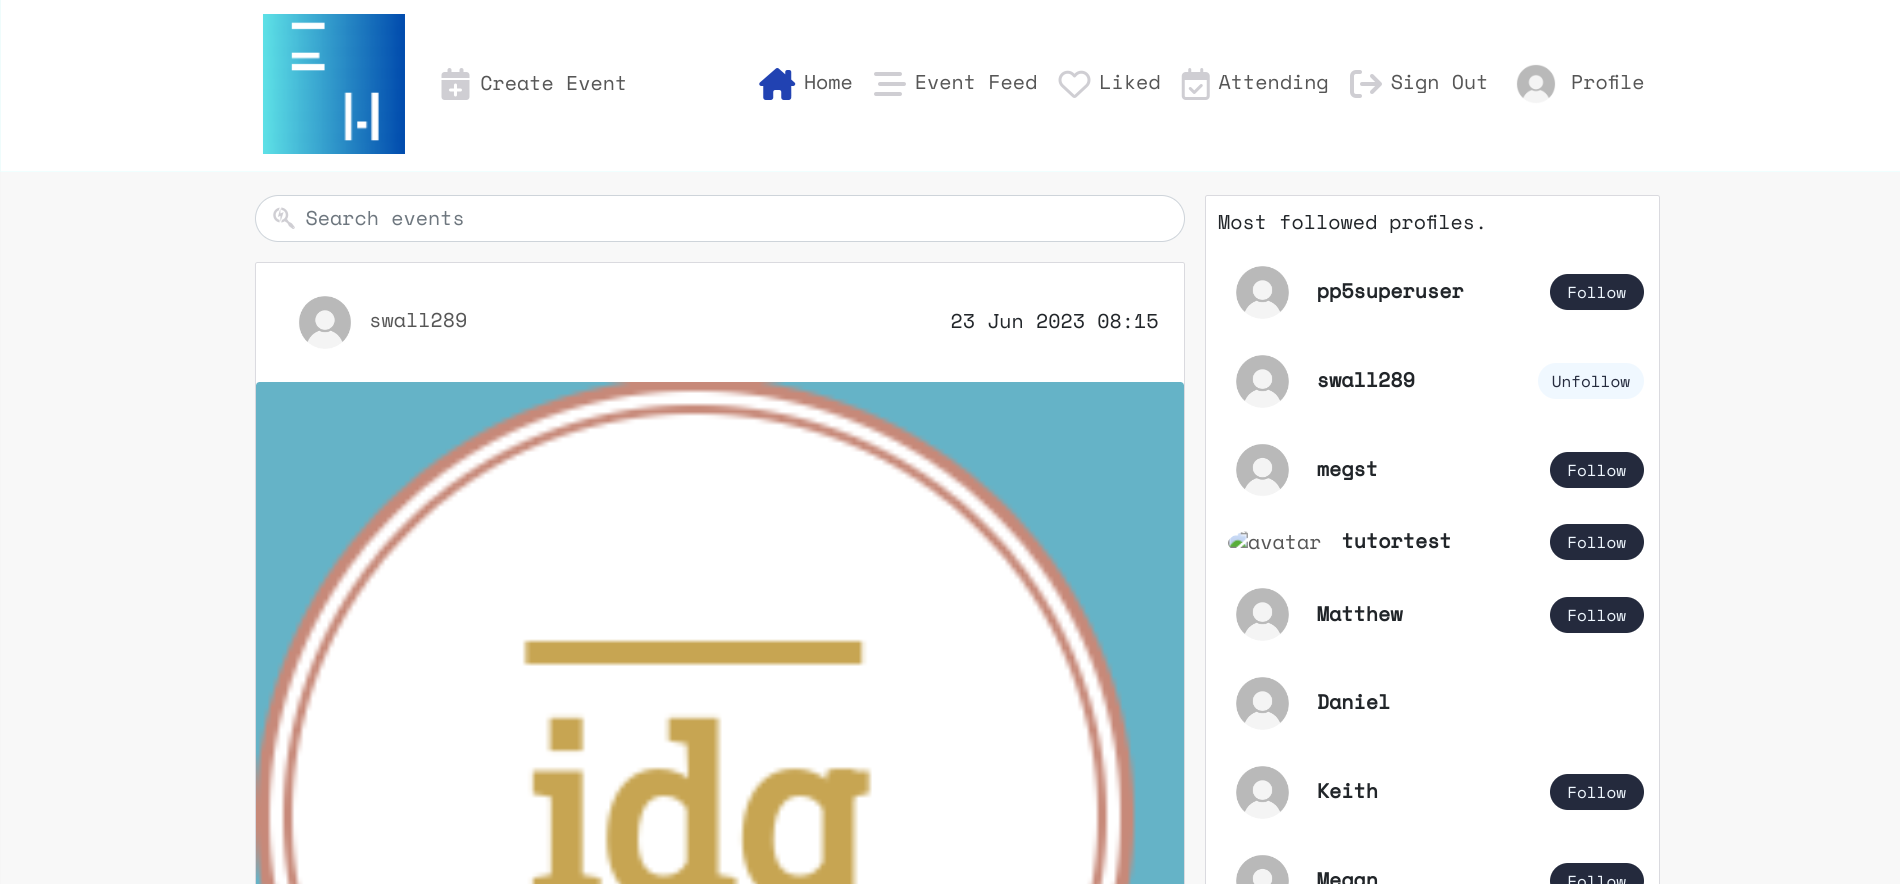 Create Event
Home
Event Feed
Liked
Attending
Sign Out
Profile
Search events
swall289
23 Jun 2023 08:15
idg
Most followed profiles.
pp5superuser
Follow
swall289
Unfollow
megst
Follow
avatar
tutortest
Follow
Matthew
Follow
Daniel
Keith
Follow
Megan
Follow